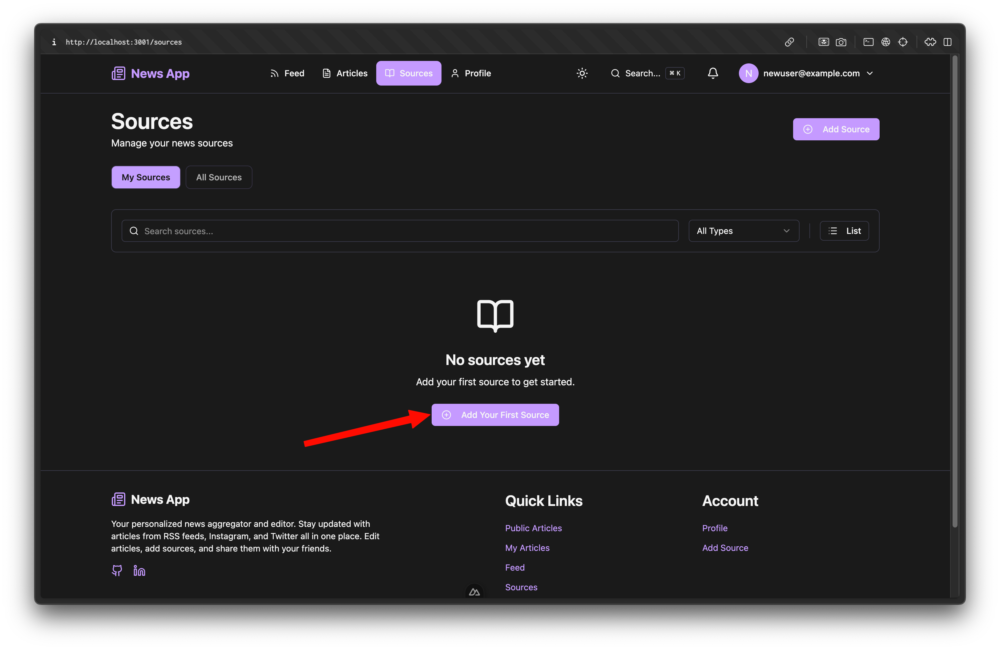 http://localhost:3001/sources
News App
Feed
Articles
Sources
Profile
Search...
⌘ K
N
newuser@example.com
Sources
Manage your news sources
Add Source
My Sources
All Sources
Search sources...
All Types
List
No sources yet
Add your first source to get started.
Add Your First Source
News App
Your personalized news aggregator and editor. Stay updated with
articles from RSS feeds, Instagram, and Twitter all in one place. Edit
articles, add sources, and share them with your friends.
Quick Links
Public Articles
My Articles
Feed
Sources
Account
Profile
Add Source